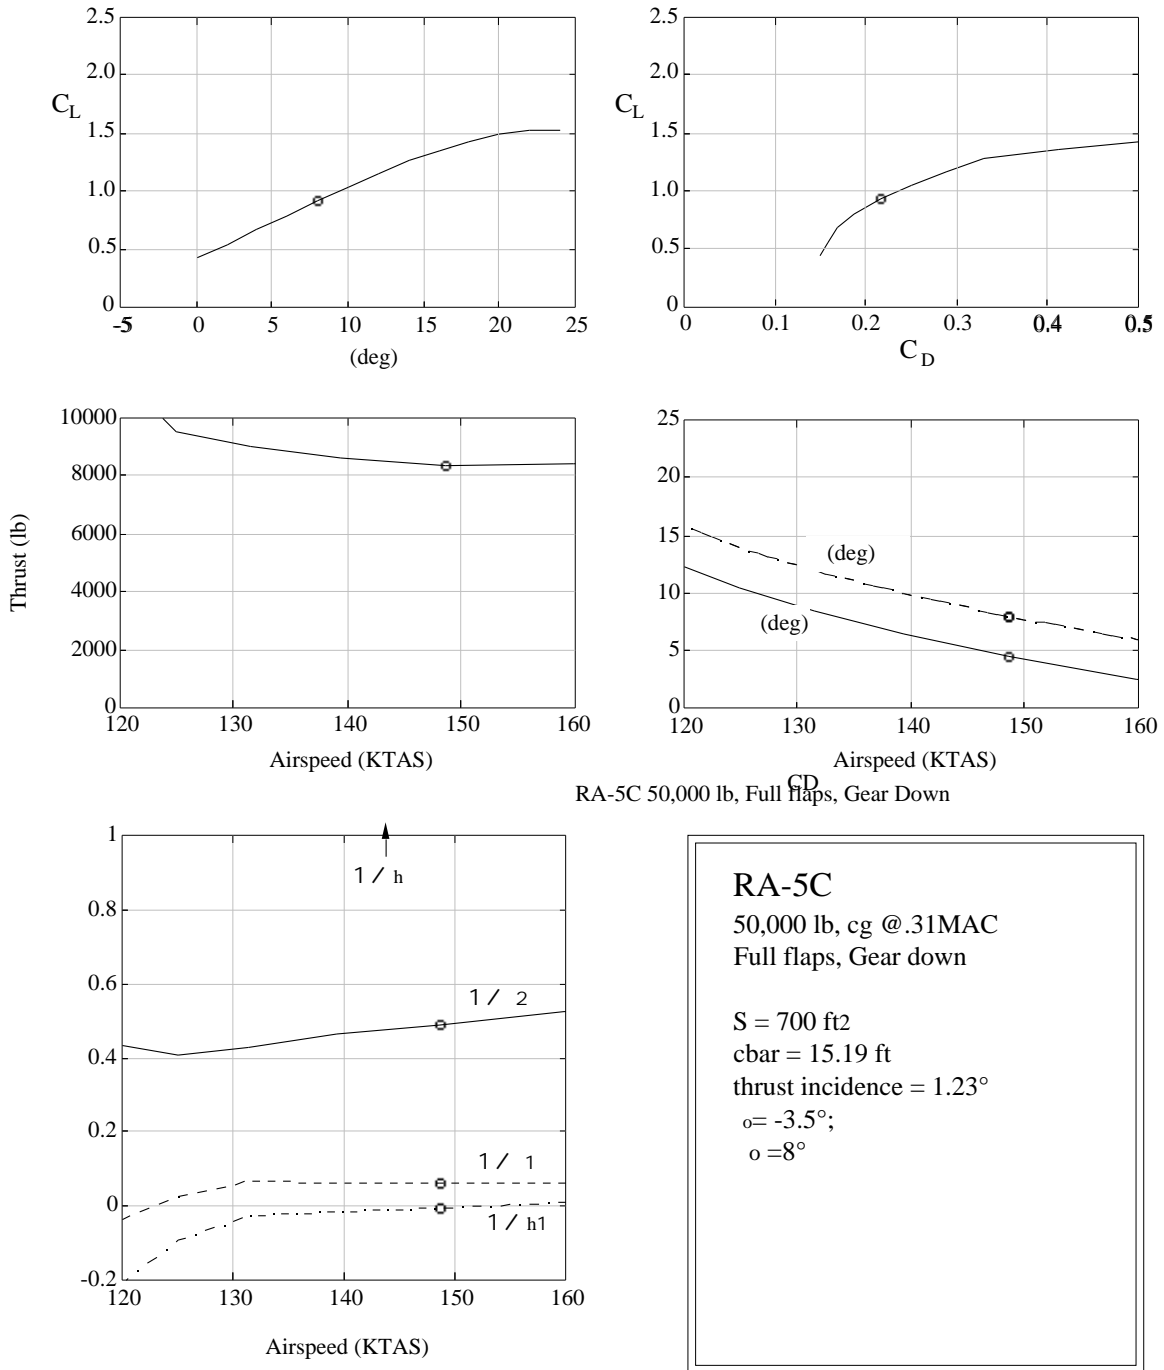 2.5
2.0
C_L
1.5
1.0
0.5
0
-5 0 5 10 15 20 25
(deg)
2.5
2.0
C_L
1.5
1.0
0.5
0
0 0.1 0.2 0.3 0.4 0.5
C_D
10000
8000
6000
4000
2000
0
Thrust (lb)
120 130 140 150 160
Airspeed (KTAS)
25
20
15
10
5
0
(deg)
(deg)
120 130 140 150 160
Airspeed (KTAS)
CD
RA-5C 50,000 lb, Full flaps, Gear Down
1
0.8
0.6
0.4
0.2
0
-0.2
1 / h
1 / 2
1 / 1
1 / h1
120 130 140 150 160
Airspeed (KTAS)
RA-5C
50,000 lb, cg @.31MAC
Full flaps, Gear down
S = 700 ft2
cbar = 15.19 ft
thrust incidence = 1.23°
o= -3.5°;
o =8°